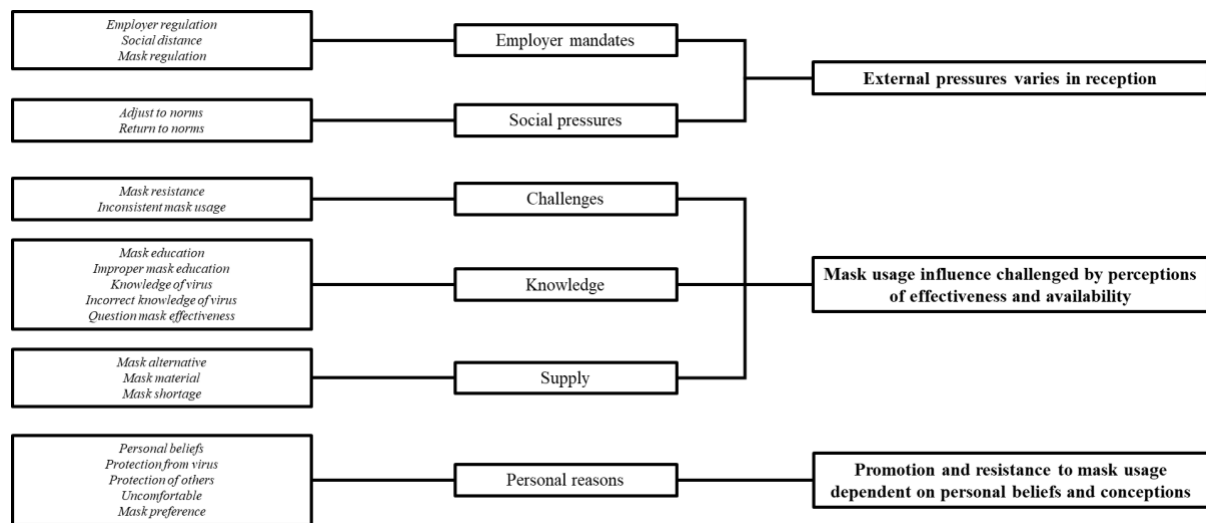 Employer regulation
Social distance
Mask regulation
Employer mandates
External pressures varies in reception
Adjust to norms
Return to norms
Social pressures
Mask resistance
Inconsistent mask usage
Challenges
Mask education
Improper mask education
Knowledge of virus
Incorrect knowledge of virus
Question mask effectiveness
Knowledge
Mask usage influence challenged by perceptions
of effectiveness and availability
Mask alternative
Mask material
Mask shortage
Supply
Personal beliefs
Protection from virus
Protection of others
Uncomfortable
Mask preference
Personal reasons
Promotion and resistance to mask usage
dependent on personal beliefs and conceptions